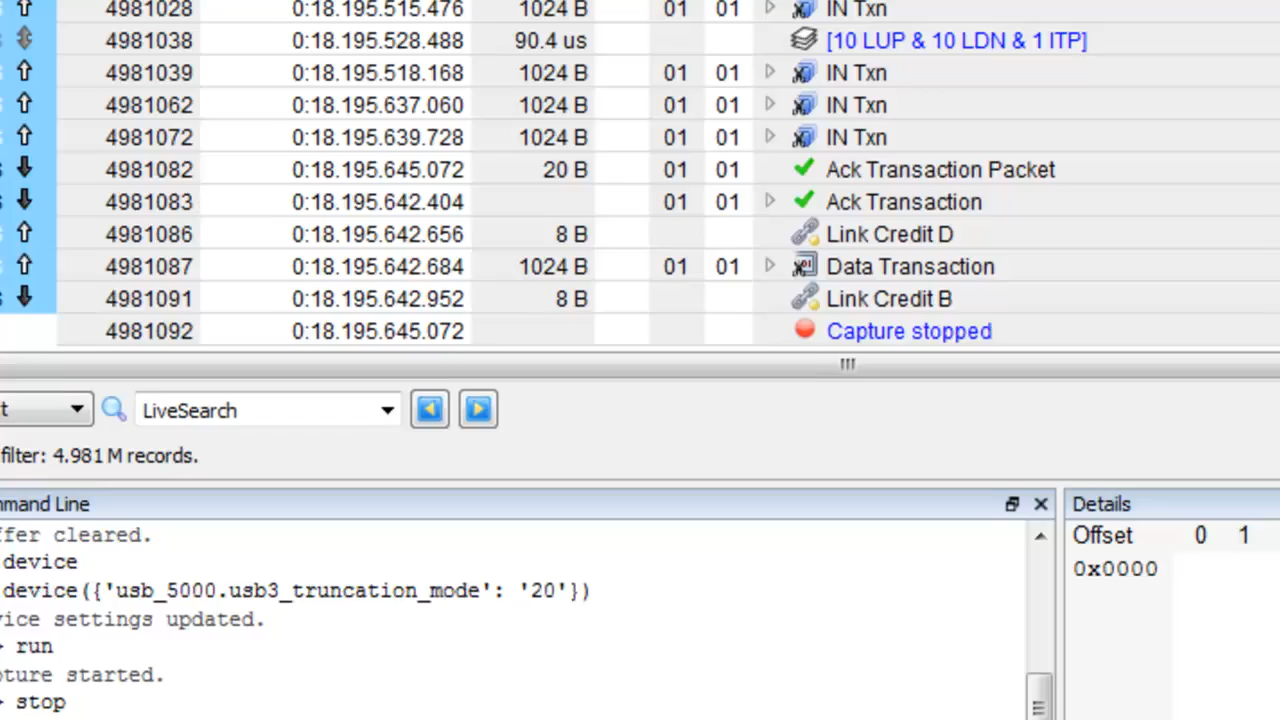 4981028 0:18.195.515.476 1024 B 01 01 IN Txn
4981038 0:18.195.528.488 90.4 us [10 LUP & 10 LDN & 1 ITP]
4981039 0:18.195.518.168 1024 B 01 01 IN Txn
4981062 0:18.195.637.060 1024 B 01 01 IN Txn
4981072 0:18.195.639.728 1024 B 01 01 IN Txn
4981082 0:18.195.645.072 20 B 01 01 Ack Transaction Packet
4981083 0:18.195.642.404 01 01 Ack Transaction
4981086 0:18.195.642.656 8 B Link Credit D
4981087 0:18.195.642.684 1024 B 01 01 Data Transaction
4981091 0:18.195.642.952 8 B Link Credit B
4981092 0:18.195.645.072 Capture stopped
t LiveSearch
filter: 4.981 M records.
mmand Line
Details
ffer cleared.
Offset 0 1
device
0x0000
device({'usb_5000.usb3_truncation_mode': '20'})
vice settings updated.
run
pture started.
stop